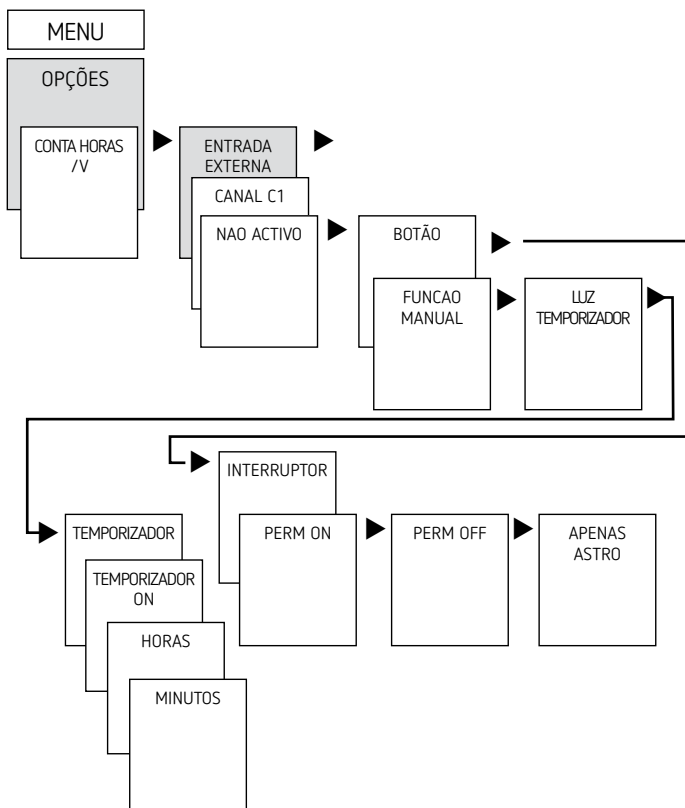 MENU
OPÇÕES
CONTA HORAS
/V
ENTRADA
EXTERNA
CANAL C1
NAO ACTIVO
BOTÃO
FUNCAO
MANUAL
LUZ
TEMPORIZADOR
INTERRUPTOR
PERM ON
PERM OFF
APENAS
ASTRO
TEMPORIZADOR
TEMPORIZADOR
ON
HORAS
MINUTOS